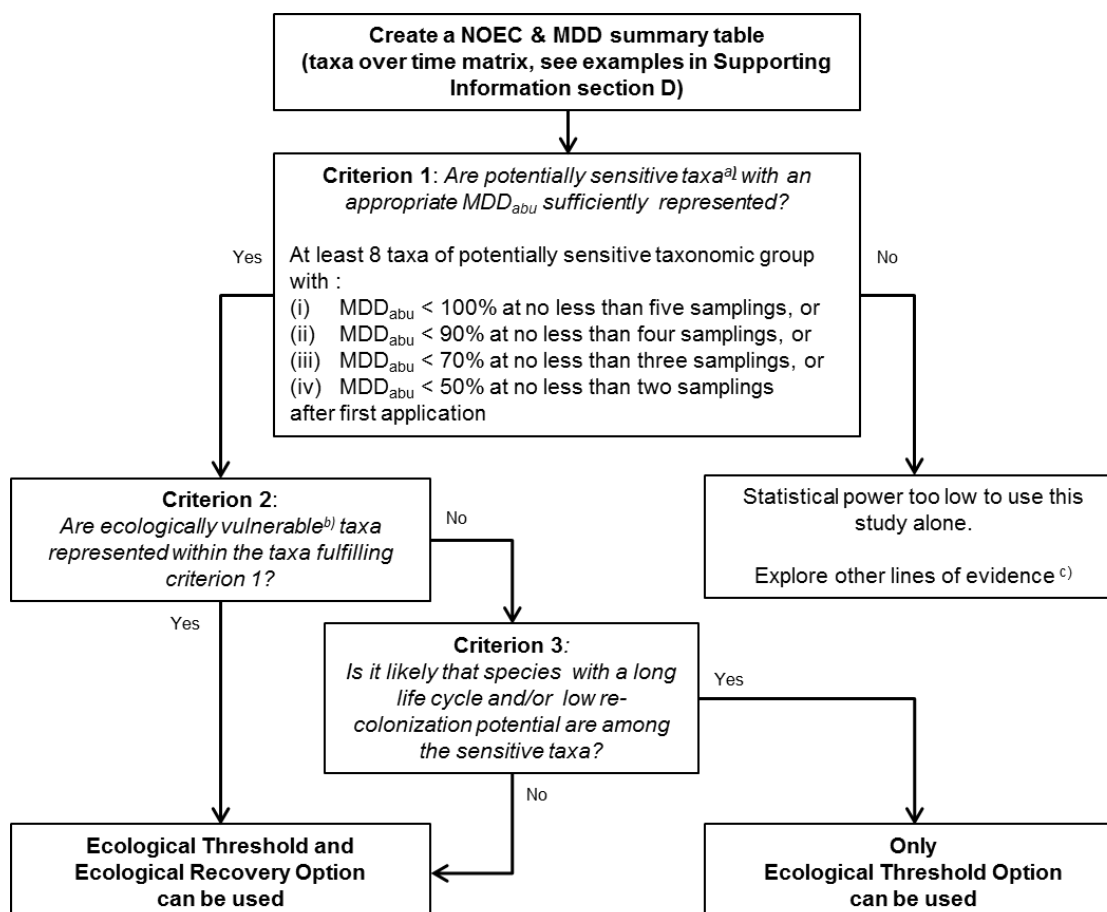 Create a NOEC & MDD summary table
(taxa over time matrix, see examples in Supporting
Information section D)
Criterion 1: Are potentially sensitive taxa a) with an
appropriate MDDabu sufficiently represented?
Yes
No
At least 8 taxa of potentially sensitive taxonomic group
with :
(i) MDDabu < 100% at no less than five samplings, or
(ii) MDDabu < 90% at no less than four samplings, or
(iii) MDDabu < 70% at no less than three samplings, or
(iv) MDDabu < 50% at no less than two samplings
after first application
Criterion 2:
Are ecologically vulnerable b) taxa
represented within the taxa fulfilling
criterion 1?
No
Yes
Statistical power too low to use this
study alone.
Explore other lines of evidence c)
Criterion 3:
Is it likely that species with a long
life cycle and/or low re-
colonization potential are among
the sensitive taxa?
Yes
No
Ecological Threshold and
Ecological Recovery Option
can be used
Only
Ecological Threshold Option
can be used